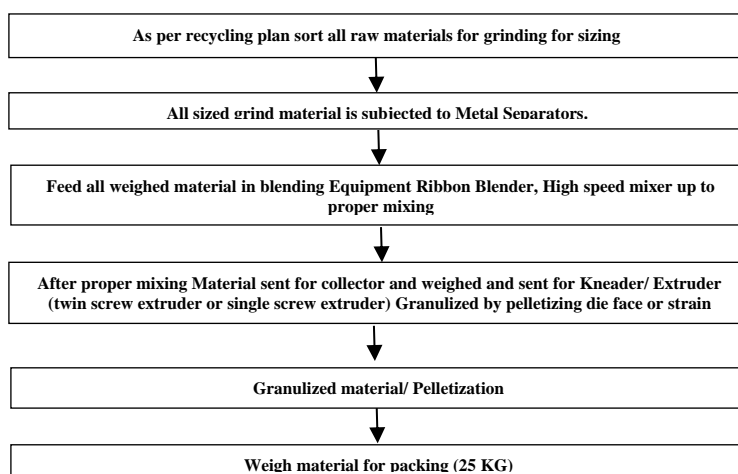 As per recycling plan sort all raw materials for grinding for sizing
All sized grind material is subjected to Metal Separators.
Feed all weighed material in blending Equipment Ribbon Blender, High speed mixer up to
proper mixing
After proper mixing Material sent for collector and weighed and sent for Kneader/ Extruder
(twin screw extruder or single screw extruder) Granulized by pelletizing die face or strain
Granulized material/ Pelletization
Weigh material for packing (25 KG)